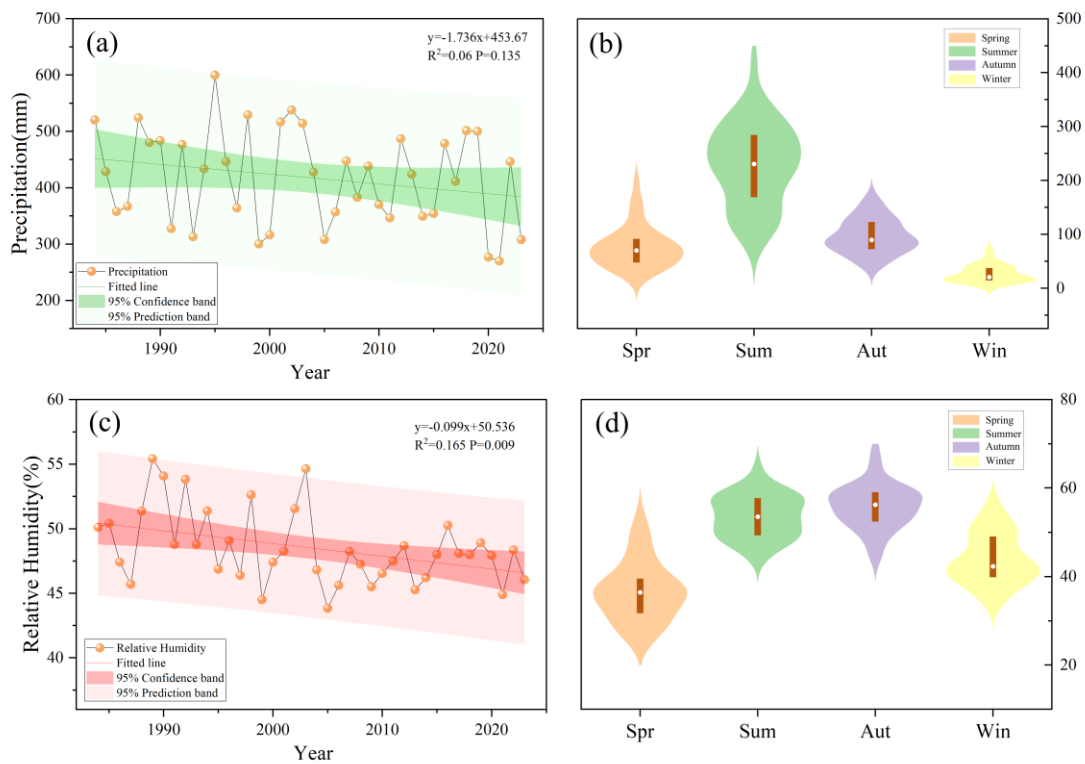 (a)
y=-1.736x+453.67
R²=0.06 P=0.135
Precipitation(mm)
700
600
500
400
300
200
Precipitation
Fitted line
95% Confidence band
95% Prediction band
1990
2000
2010
2020
Year
(b)
Spring
Summer
Autumn
Winter
500
400
300
200
100
0
Spr
Sum
Aut
Win
(c)
y=-0.099x+50.536
R²=0.165 P=0.009
Relative Humidity(%)
60
55
50
45
40
Relative Humidity
Fitted line
95% Confidence band
95% Prediction band
1990
2000
2010
2020
Year
(d)
Spring
Summer
Autumn
Winter
80
60
40
20
Spr
Sum
Aut
Win